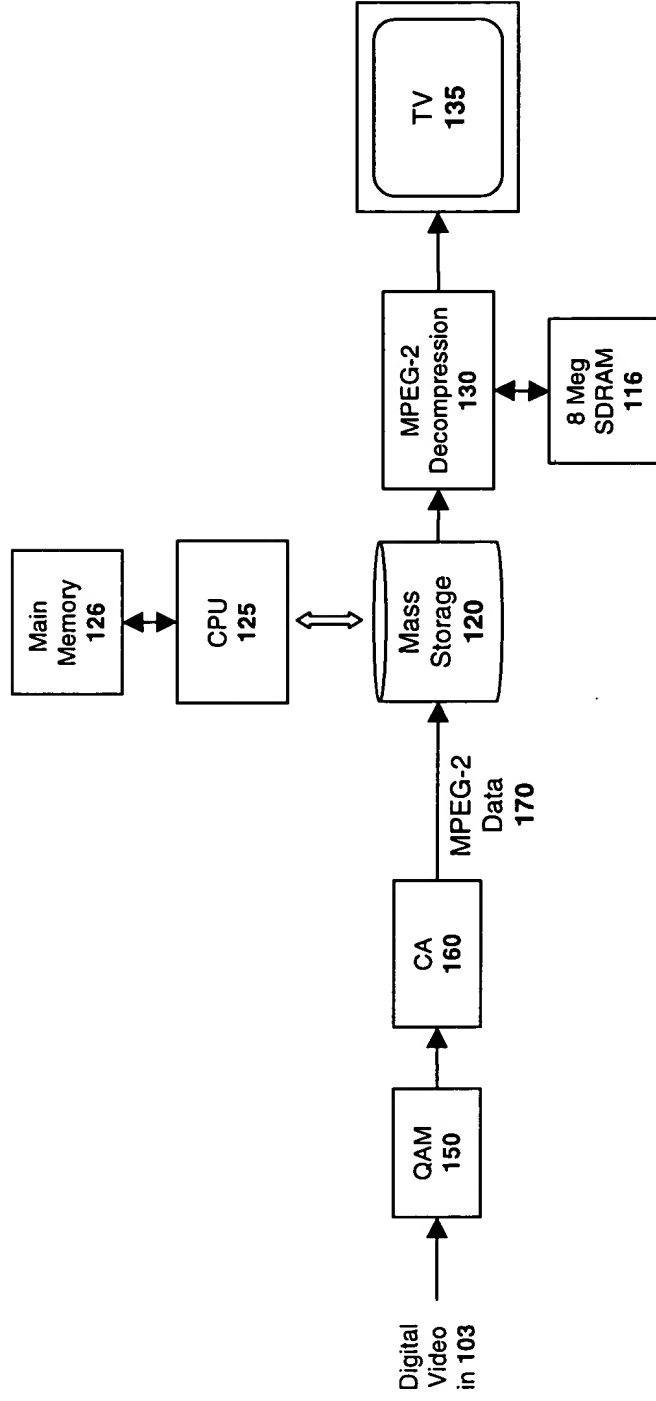 Digital
Video
in 103
QAM
150
CA
160
MPEG-2
Data
170
Main
Memory
126
CPU
125
Mass
Storage
120
MPEG-2
Decompression
130
8 Meg
SDRAM
116
TV
135